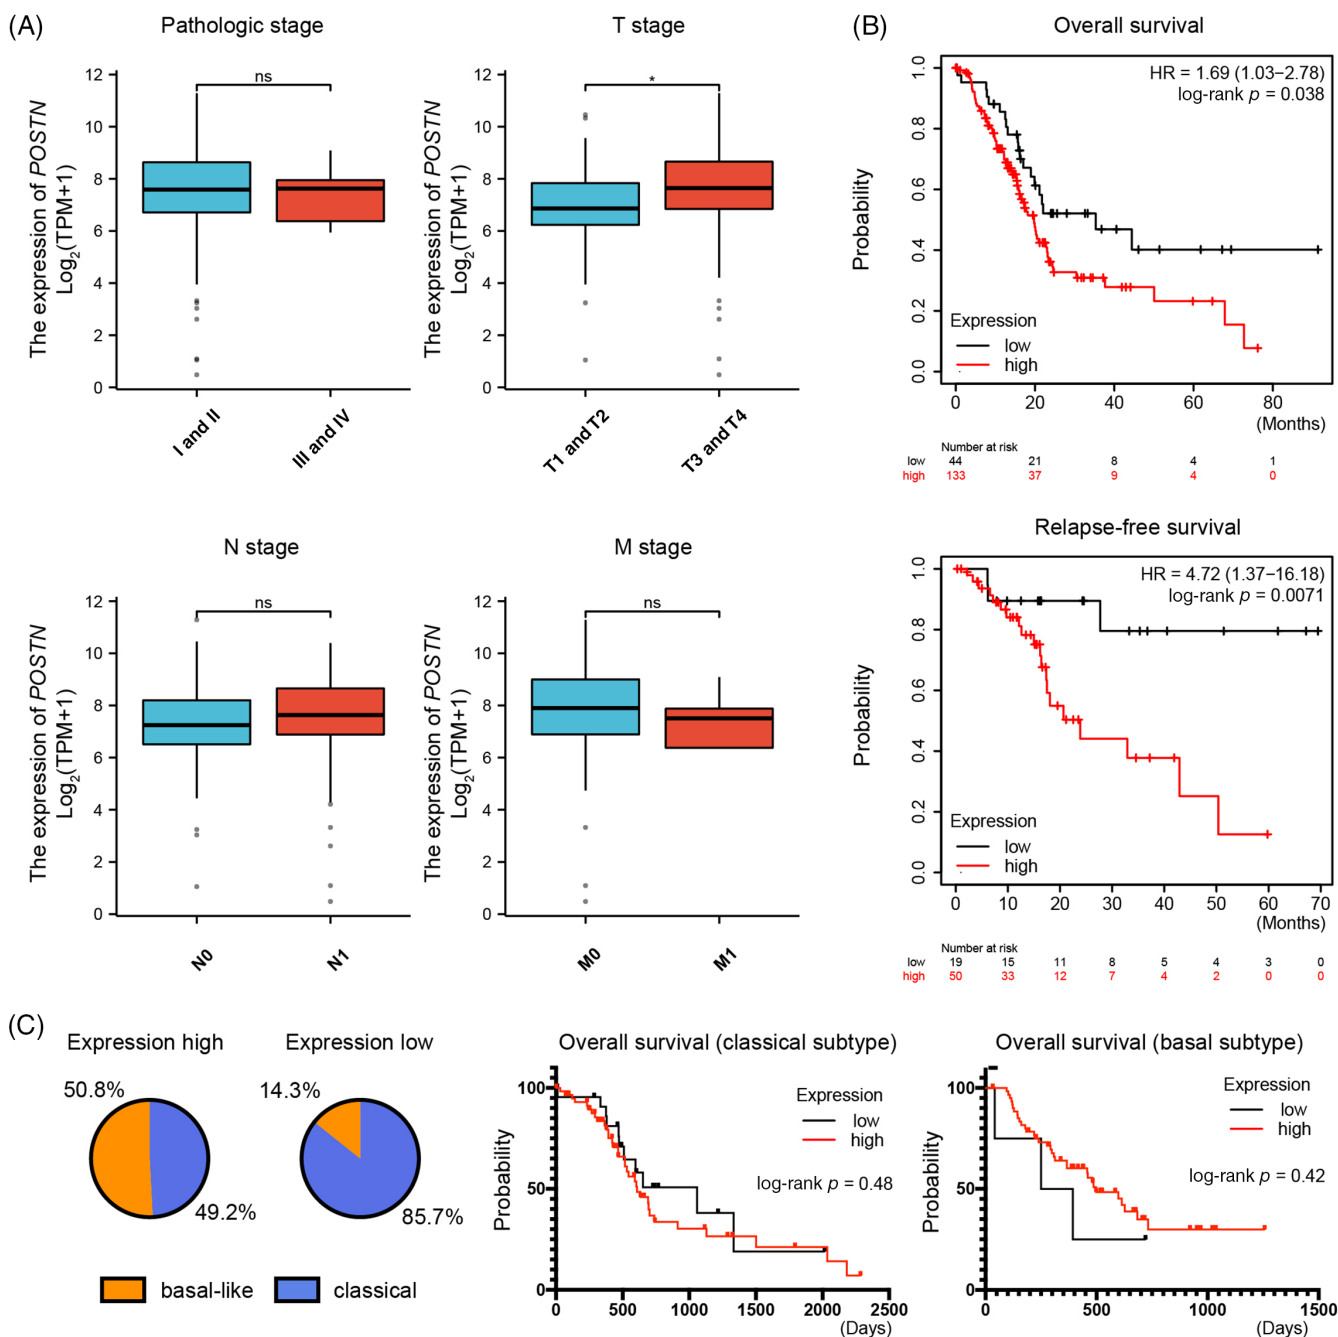 (A)
Pathologic stage
The expression of POSTN
Log2(TPM+1)
12
10
8
6
4
2
0
ns
I and II
III and IV
T stage
The expression of POSTN
Log2(TPM+1)
12
10
8
6
4
2
0
*
T1 and T2
T3 and T4
N stage
The expression of POSTN
Log2(TPM+1)
12
10
8
6
4
2
0
ns
N0
N1
M stage
The expression of POSTN
Log2(TPM+1)
12
10
8
6
4
2
0
ns
M0
M1
(B)
Overall survival
HR = 1.69 (1.03−2.78)
log-rank p = 0.038
Probability
1.0
0.8
0.6
0.4
0.2
0.0
Expression
low
high
0 20 40 60 80
(Months)
Number at risk
low 44 21 8 4 1
high 133 37 9 4 0
Relapse-free survival
HR = 4.72 (1.37−16.18)
log-rank p = 0.0071
Probability
1.0
0.8
0.6
0.4
0.2
0.0
Expression
low
high
0 10 20 30 40 50 60 70
(Months)
Number at risk
low 19 15 11 8 5 4 3 0
high 50 33 12 7 4 2 0 0
(C)
Expression high
50.8%
49.2%
Expression low
14.3%
85.7%
basal-like
classical
Overall survival (classical subtype)
Expression
low
high
log-rank p = 0.48
Probability
100
50
0
0 500 1000 1500 2000 2500
(Days)
Overall survival (basal subtype)
Expression
low
high
log-rank p = 0.42
Probability
100
50
0
0 500 1000 1500
(Days)